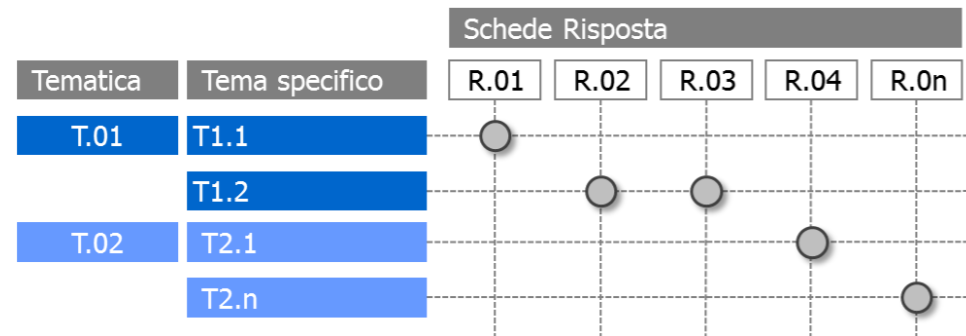 Schede Risposta
Tematica Tema specifico R.01 R.02 R.03 R.04 R.0n
T.01 T1.1
T1.2
T.02 T2.1
T2.n